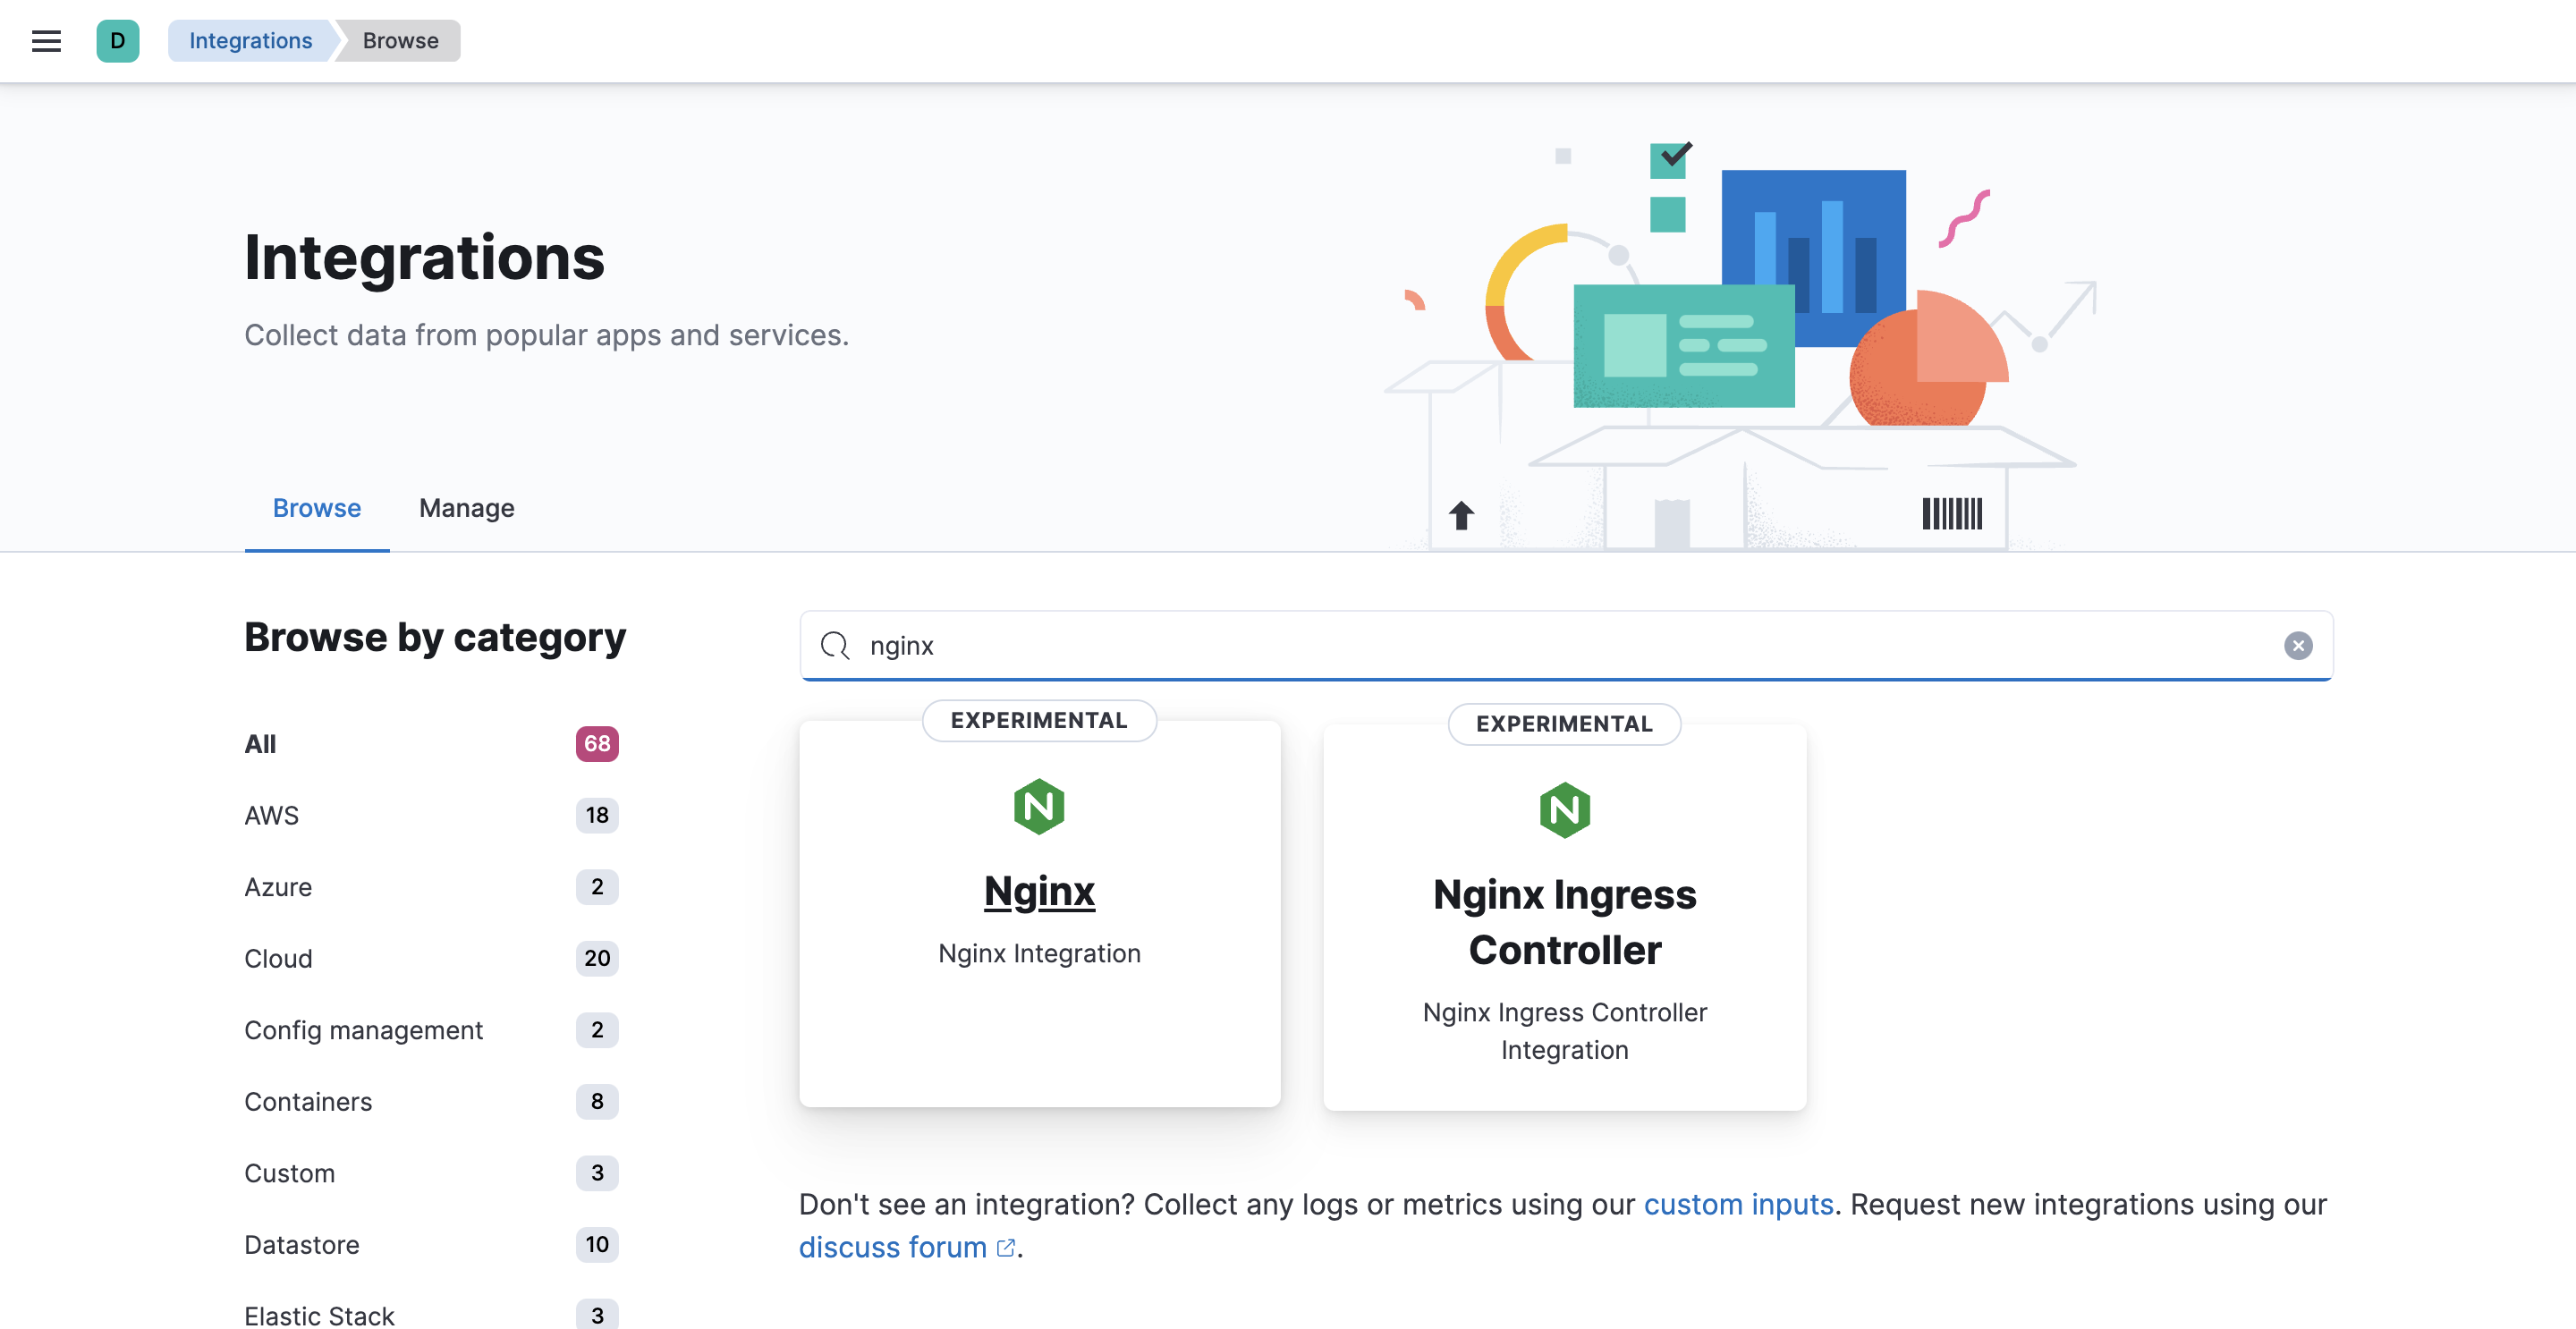 D
Integrations
Browse
Integrations
Collect data from popular apps and services.
Browse
Manage
Browse by category
All 68
AWS 18
Azure 2
Cloud 20
Config management 2
Containers 8
Custom 3
Datastore 10
Elastic Stack 3
nginx
EXPERIMENTAL
N
Nginx
Nginx Integration
EXPERIMENTAL
N
Nginx Ingress
Controller
Nginx Ingress Controller
Integration
Don't see an integration? Collect any logs or metrics using our custom inputs. Request new integrations using our
discuss forum.